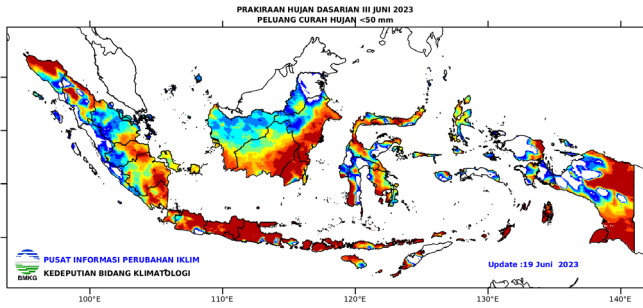 PRAKIRAAN HUJAN DASARIAN III JUNI 2023
PELUANG CURAH HUJAN <50 mm
PUSAT INFORMASI PERUBAHAN IKLIM
KEDEPUTIAN BIDANG KLIMATOLOGI
BMKG
Update :19 Juni 2023
100°E 110°E 120°E 130°E 140°E